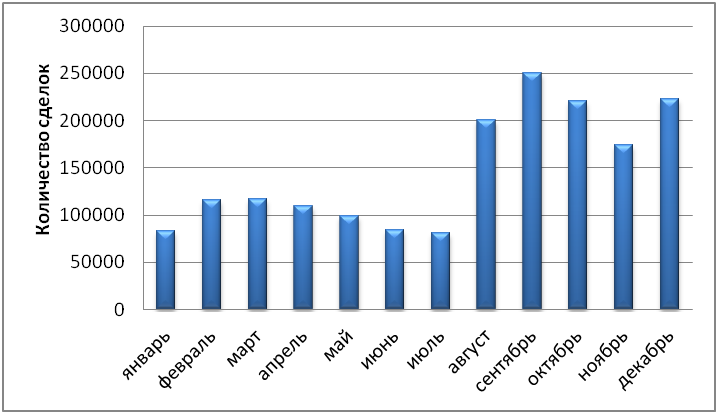 Количество сделок
300000
250000
200000
150000
100000
50000
0
январь
февраль
март
апрель
май
июнь
июль
август
сентябрь
октябрь
ноябрь
декабрь